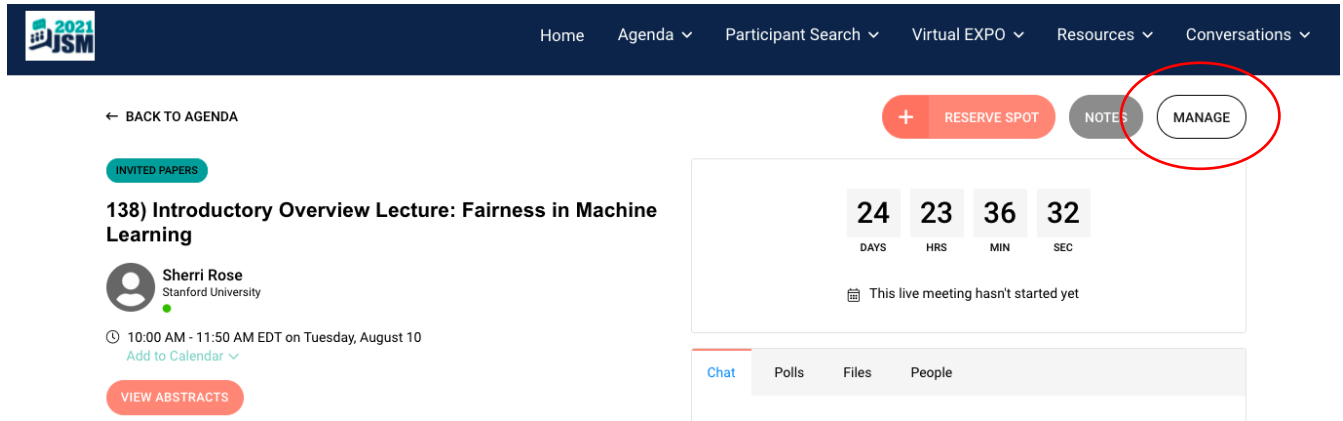 2021
JSM
Home Agenda Participant Search Virtual EXPO Resources Conversations
← BACK TO AGENDA
+ RESERVE SPOT NOTES MANAGE
INVITED PAPERS
138) Introductory Overview Lecture: Fairness in Machine
Learning
Sherri Rose
Stanford University
10:00 AM - 11:50 AM EDT on Tuesday, August 10
Add to Calendar
VIEW ABSTRACTS
24 23 36 32
DAYS HRS MIN SEC
This live meeting hasn't started yet
Chat Polls Files People